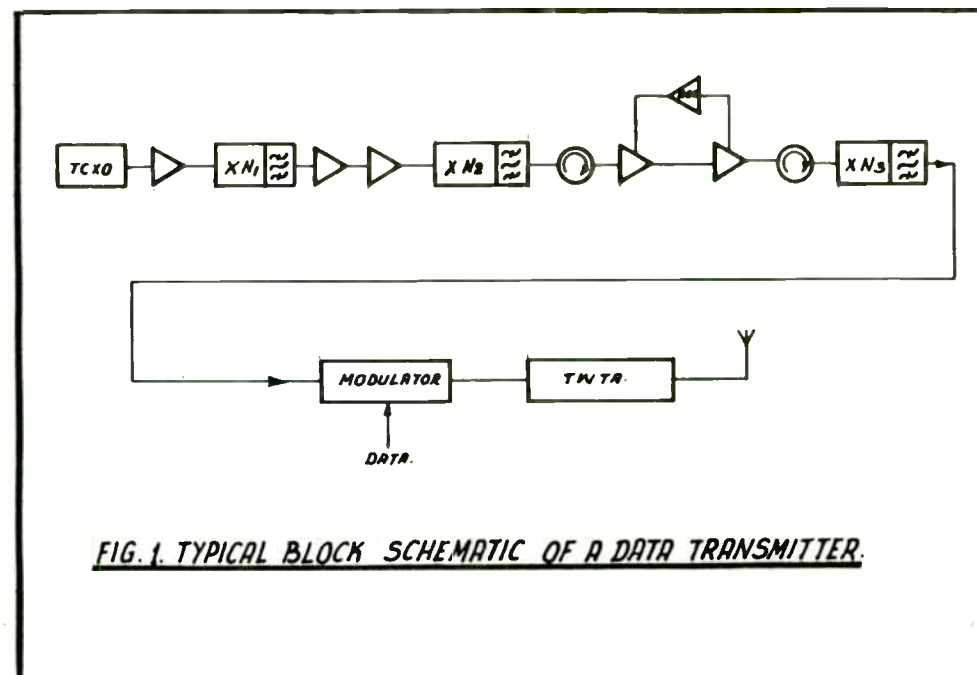 TCXO
XN1
XN2
XN3
MODULATOR
TWTA.
DATA.
FIG. 1. TYPICAL BLOCK SCHEMATIC OF A DATA TRANSMITTER.